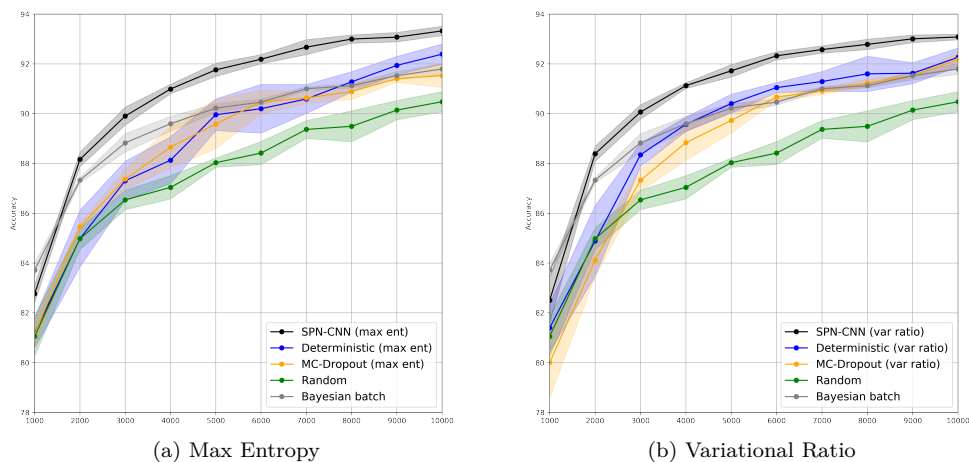 94
92
90
88
86
84
82
80
78
Accuracy
1000 2000 3000 4000 5000 6000 7000 8000 9000 10000
SPN-CNN (max ent)
Deterministic (max ent)
MC-Dropout (max ent)
Random
Bayesian batch
(a) Max Entropy
94
92
90
88
86
84
82
80
78
Accuracy
1000 2000 3000 4000 5000 6000 7000 8000 9000 10000
SPN-CNN (var ratio)
Deterministic (var ratio)
MC-Dropout (var ratio)
Random
Bayesian batch
(b) Variational Ratio